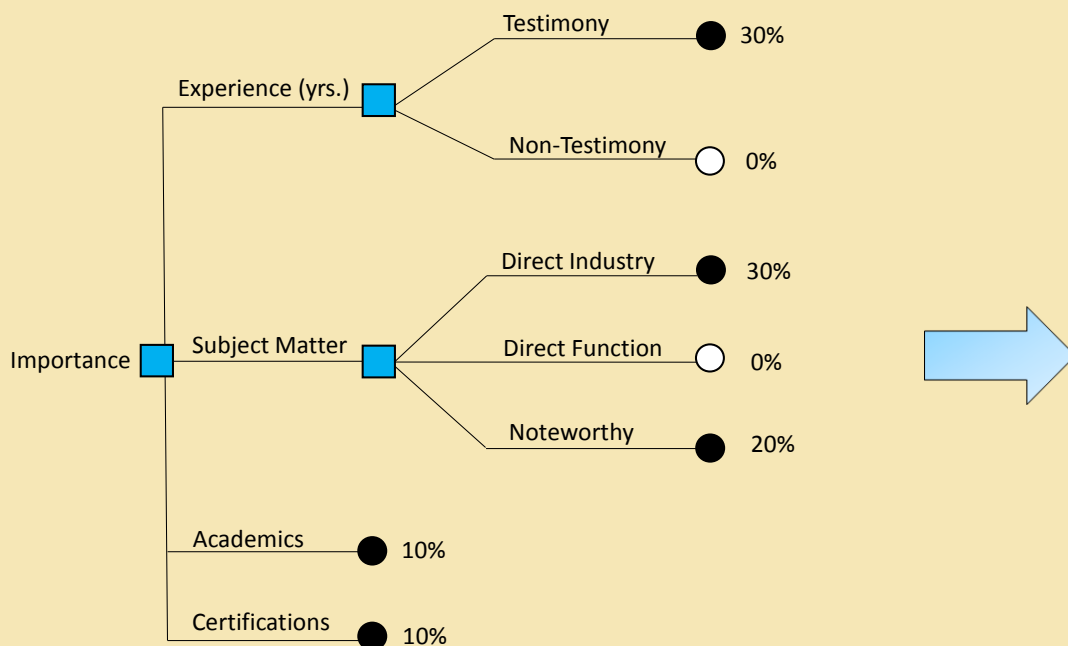 Testimony
30%
Experience (yrs.)
Non-Testimony
0%
Direct Industry
30%
Importance
Subject Matter
Direct Function
0%
Noteworthy
20%
Academics
10%
Certifications
10%